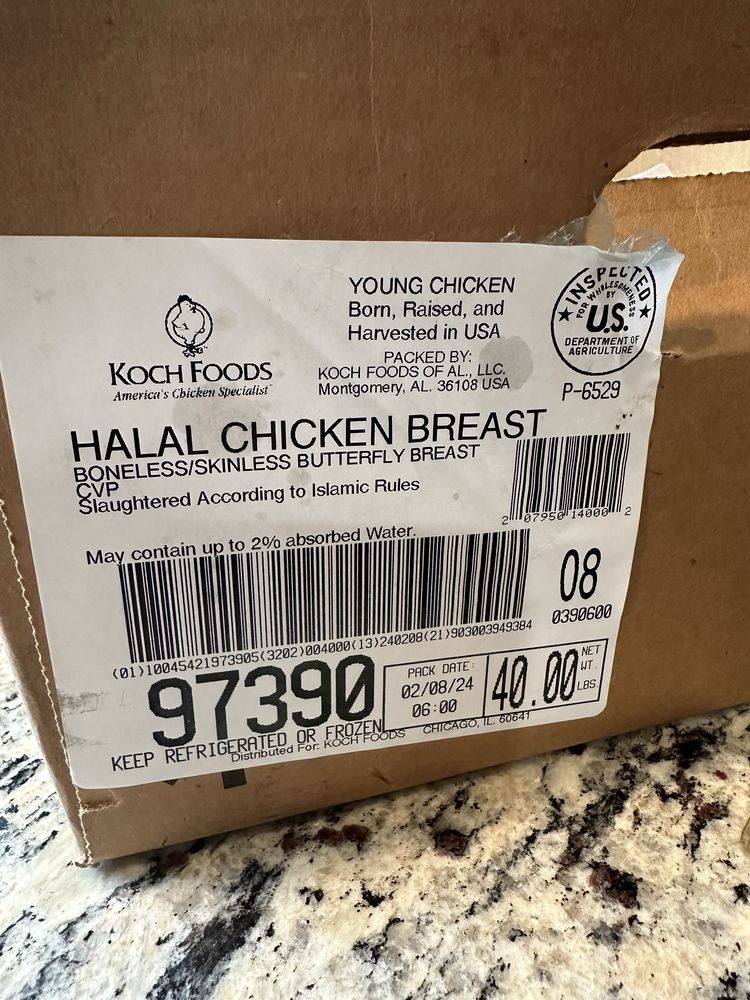 KOCH FOODS
America's Chicken Specialist™
YOUNG CHICKEN
Born, Raised, and
Harvested in USA
PACKED BY:
KOCH FOODS OF AL., LLC.
Montgomery, AL. 36108 USA
INSPECTED
FOR WHOLESOMENESS
BY
U.S.
DEPARTMENT OF
AGRICULTURE
P-6529
HALAL CHICKEN BREAST
BONELESS/SKINLESS BUTTERFLY BREAST
CVP
Slaughtered According to Islamic Rules
2 07950 14000 2
May contain up to 2% absorbed Water.
08
0390600
(01)10045421973905(3202)004000(13)240208(21)903003949384
97390
PACK DATE:
02/08/24
06:00
40.00
NET
WT.
LBS.
KEEP REFRIGERATED OR FROZEN
Distributed For: KOCH FOODS CHICAGO, IL. 60641